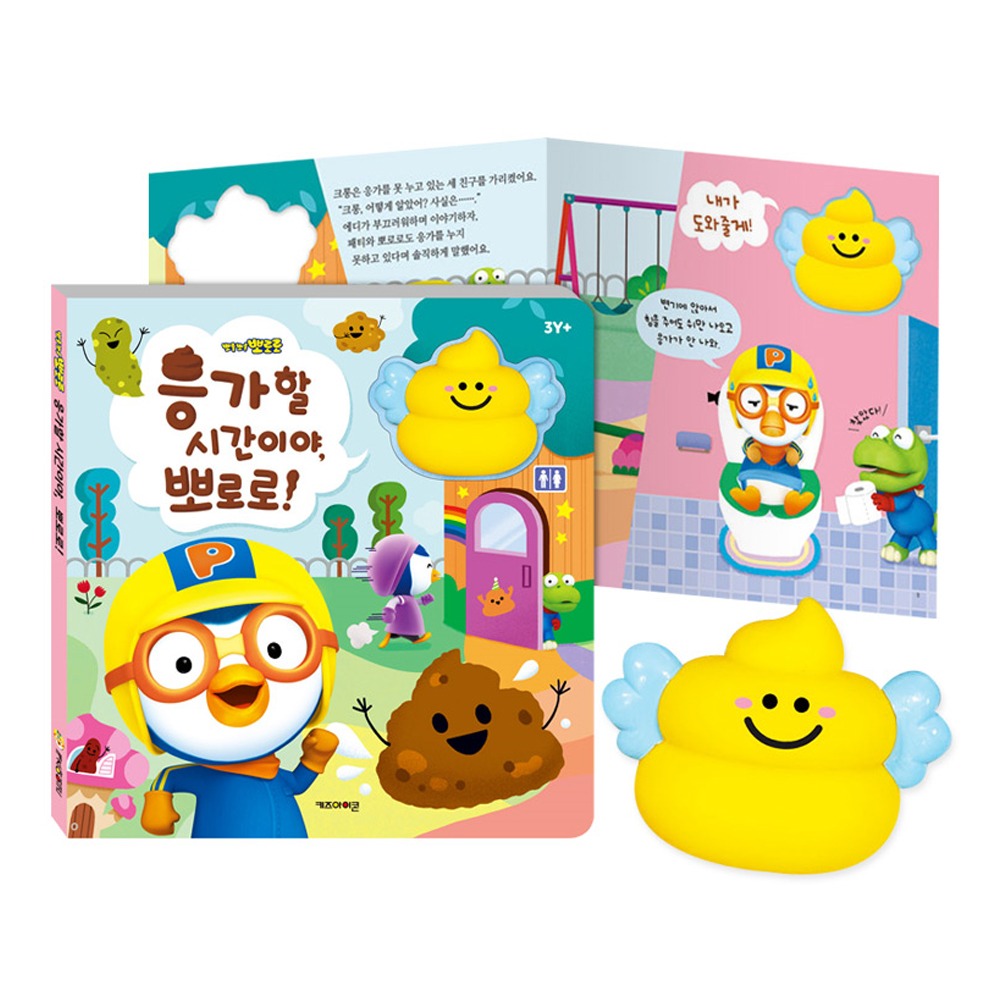 크롱은 응가를 못 누고 있는 세 친구를 가리켰어요.
"크롱, 어떻게 알았어? 사실은……."
에디가 부끄러워하며 이야기하자,
패티와 뽀로로도 응가를 누지
못하고 있다며 솔직하게 말했어요.
내가
도와줄게!
변기에 앉아서
힘을 주어도 쉬만 나오고
응가가 안 나와.
P
찾았다!
3Y+
뽀로로
응가할
시간이야,
뽀로로!
P
키즈아이콘
응가할 시간이야, 뽀로로!